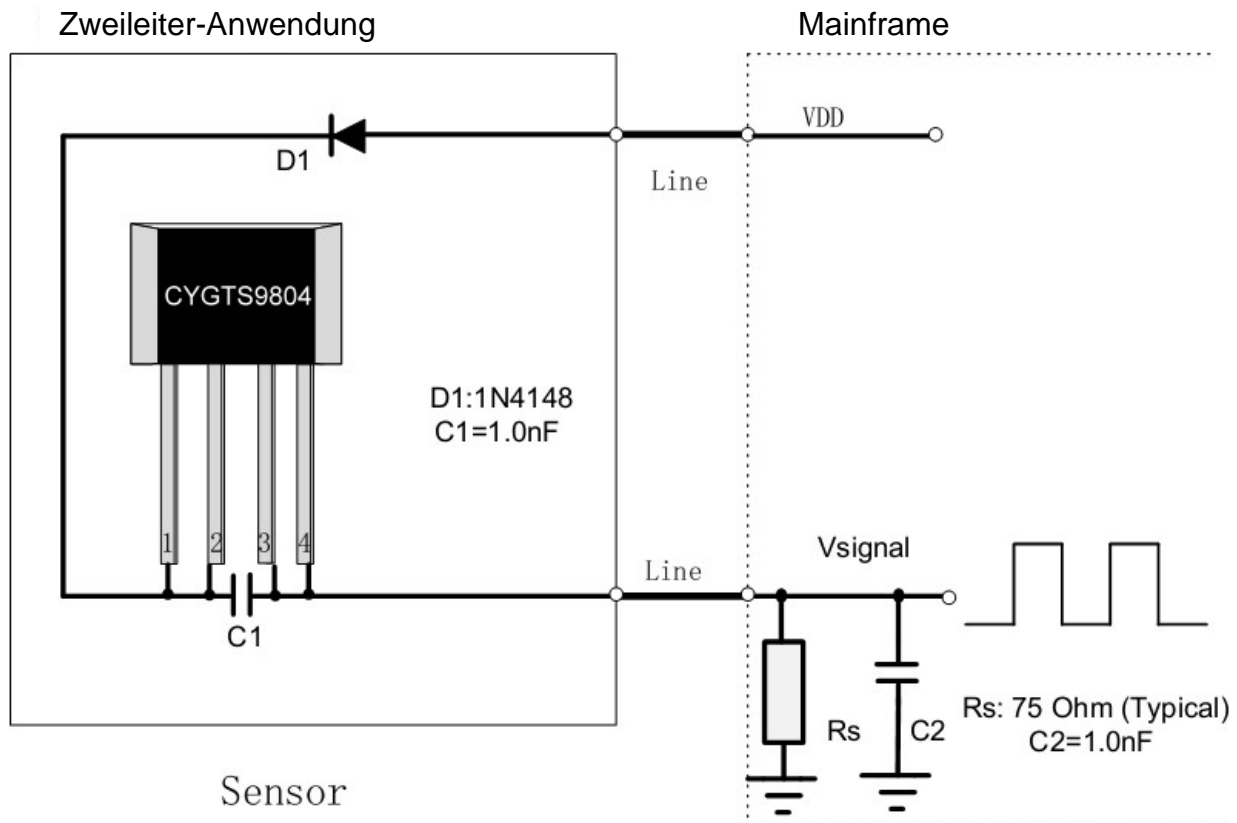 Zweileiter-Anwendung
Mainframe
VDD
D1
Line
CYGTS9804
D1:1N4148
C1=1.0nF
1 2 3 4
Vsignal
Line
C1
Rs
C2
Rs: 75 Ohm (Typical)
C2=1.0nF
Sensor